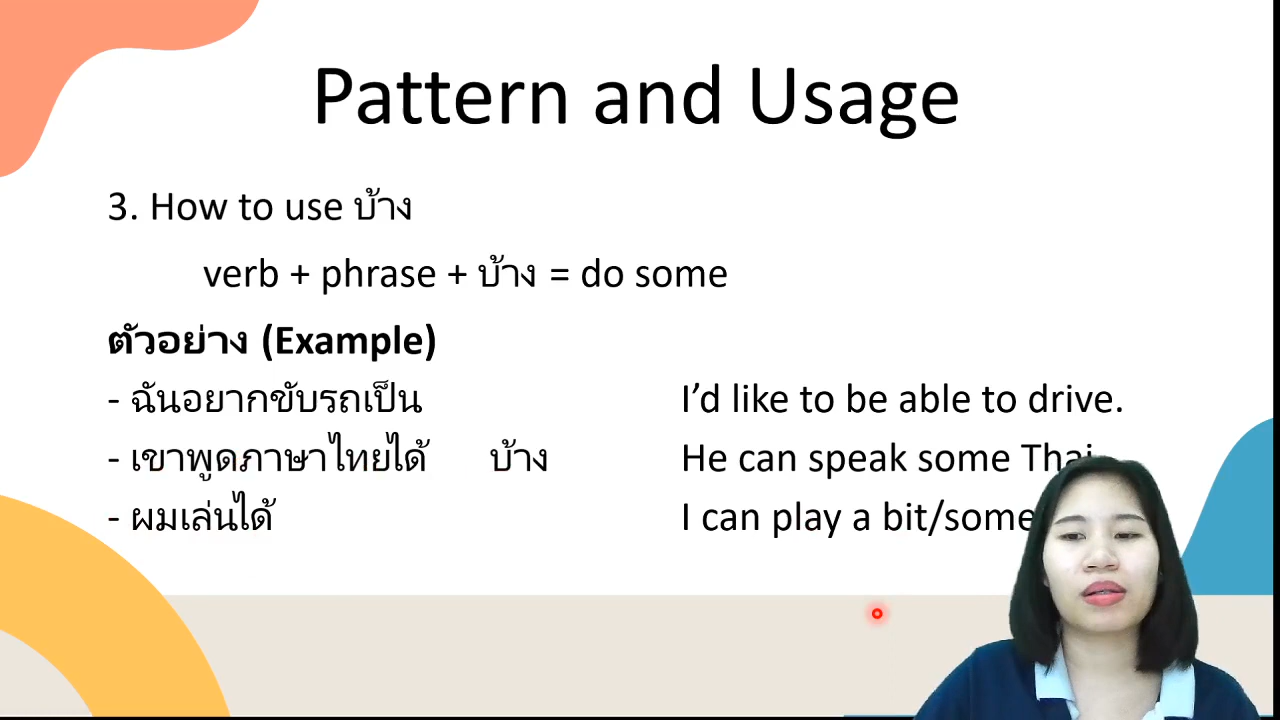 Pattern and Usage
3. How to use บ้าง
verb + phrase + บ้าง = do some
ตัวอย่าง (Example)
- ฉันอยากขับรถเป็น I’d like to be able to drive.
- เขาพูดภาษาไทยได้ บ้าง He can speak some Thai
- ผมเล่นได้ I can play a bit/some